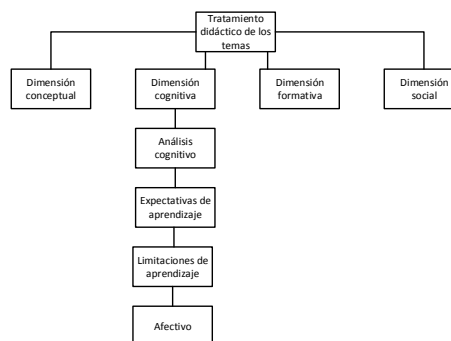 Tratamiento
didáctico de los
temas
Dimensión
conceptual
Dimensión
cognitiva
Dimensión
formativa
Dimensión
social
Análisis
cognitivo
Expectativas de
aprendizaje
Limitaciones de
aprendizaje
Afectivo